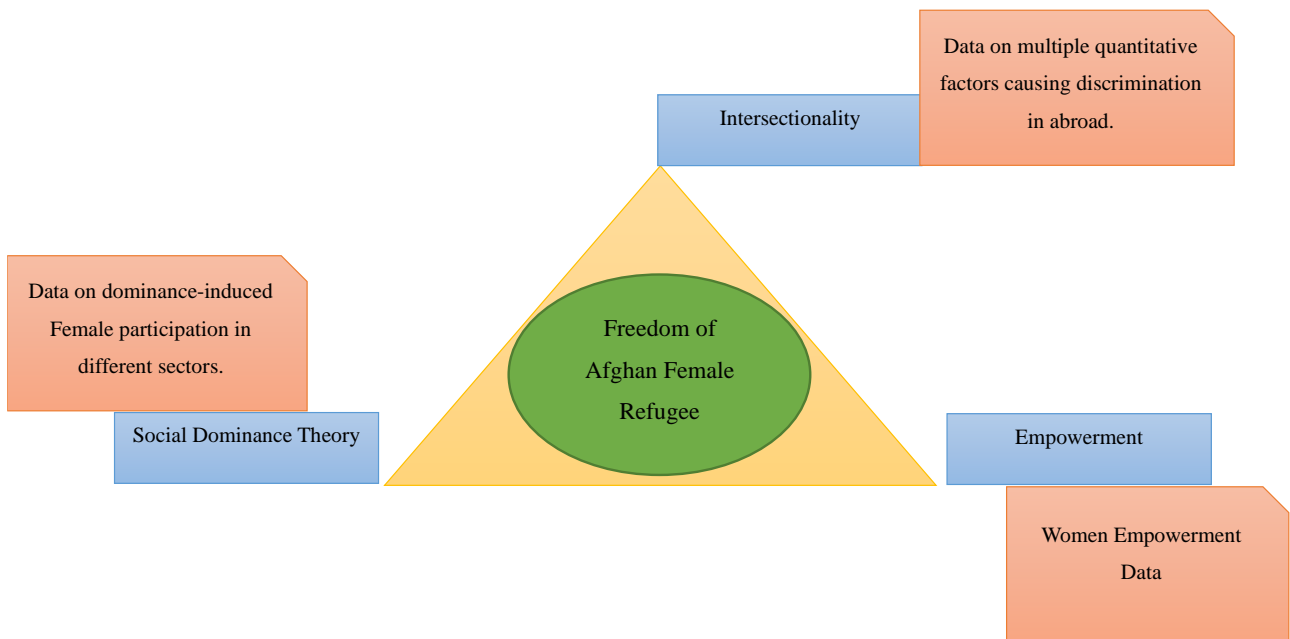 Data on multiple quantitative
factors causing discrimination
in abroad.
Intersectionality
Data on dominance-induced
Female participation in
different sectors.
Social Dominance Theory
Freedom of
Afghan Female
Refugee
Empowerment
Women Empowerment
Data